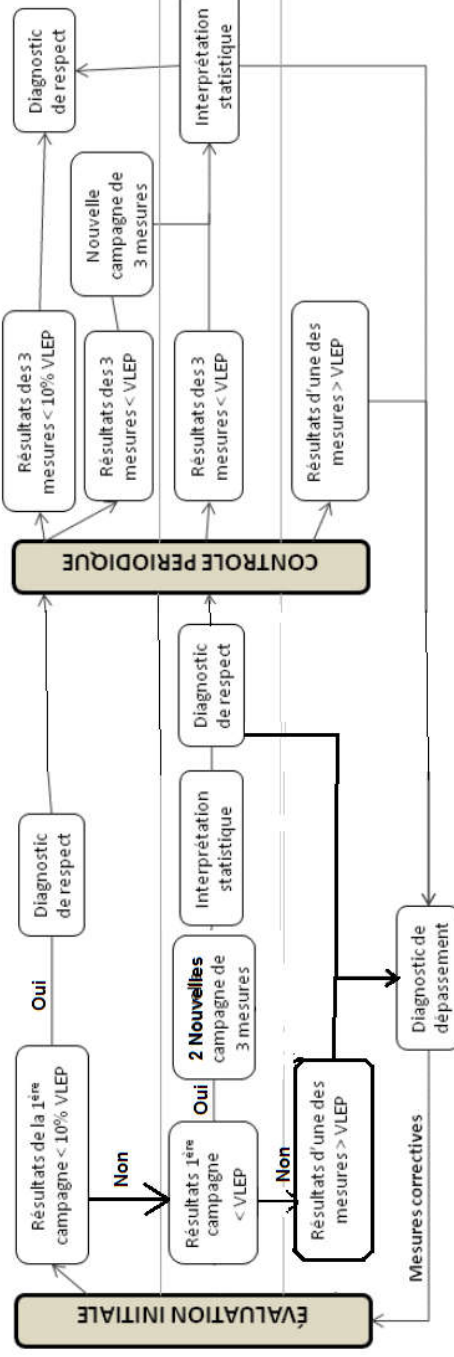 ÉVALUATION INITIALE
Résultats de la 1ère
campagne < 10% VLEP
Oui
Diagnostic
de respect
Non
Résultats 1ère
campagne
< VLEP
Oui
2 Nouvelles
campagne de
3 mesures
Interprétation
statistique
Diagnostic
de respect
Non
Résultats d'une des
mesures > VLEP
Mesures correctives
Diagnostic de
dépassement
CONTROLE PERIODIQUE
Résultats des 3
mesures < 10% VLEP
Diagnostic
de respect
Résultats des 3
mesures < VLEP
Nouvelle
campagne de
3 mesures
Résultats des 3
mesures < VLEP
Interprétation
statistique
Résultats d'une des
mesures > VLEP